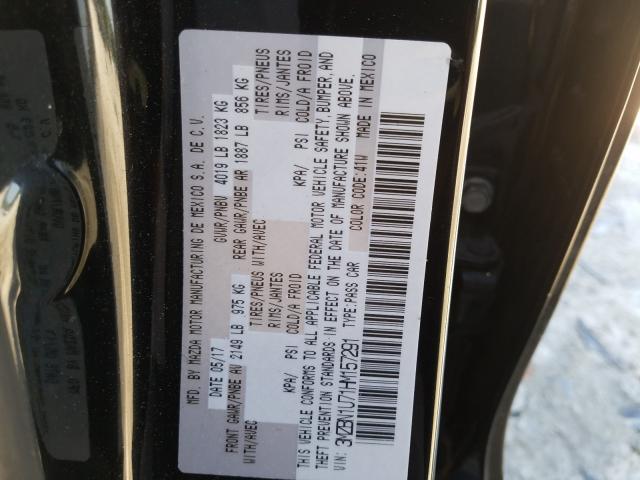 MFD. BY MAZDA MOTOR MANUFACTURING DE MEXICO S.A. DE C.V.
DATE 05/17 GVWR/PNBV 4019 LB 1823 KG
FRONT GAWR/PNBE AV 2149 LB 975 KG REAR GAWR/PNBE AR 1887 LB 856 KG
WITH/AVEC TIRES/PNEUS WITH/AVEC TIRES/PNEUS
RIMS/JANTES RIMS/JANTES
KPA/ PSI COLD/A FROID KPA/ PSI COLD/A FROID
THIS VEHICLE CONFORMS TO ALL APPLICABLE FEDERAL MOTOR VEHICLE SAFETY, BUMPER, AND
THEFT PREVENTION STANDARDS IN EFFECT ON THE DATE OF MANUFACTURE SHOWN ABOVE.
VIN: 3MZBN1U71HM157291 TYPE: PASS CAR COLOR CODE: 41W MADE IN MEXICO